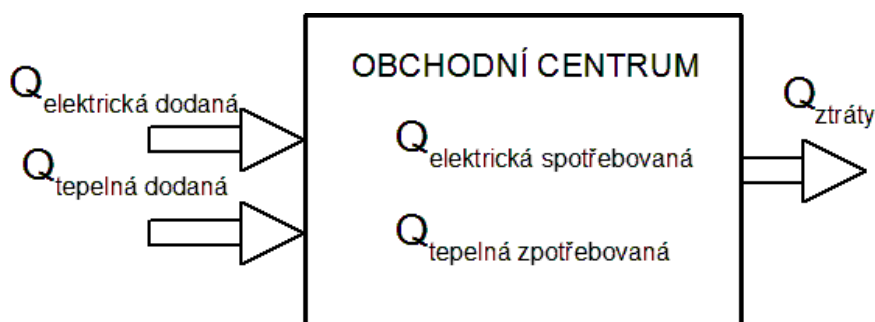 OBCHODNÍ CENTRUM
Q elektrická dodaná
Q tepelná dodaná
Q elektrická spotřebovaná
Q tepelná zpotřebovaná
Q ztráty